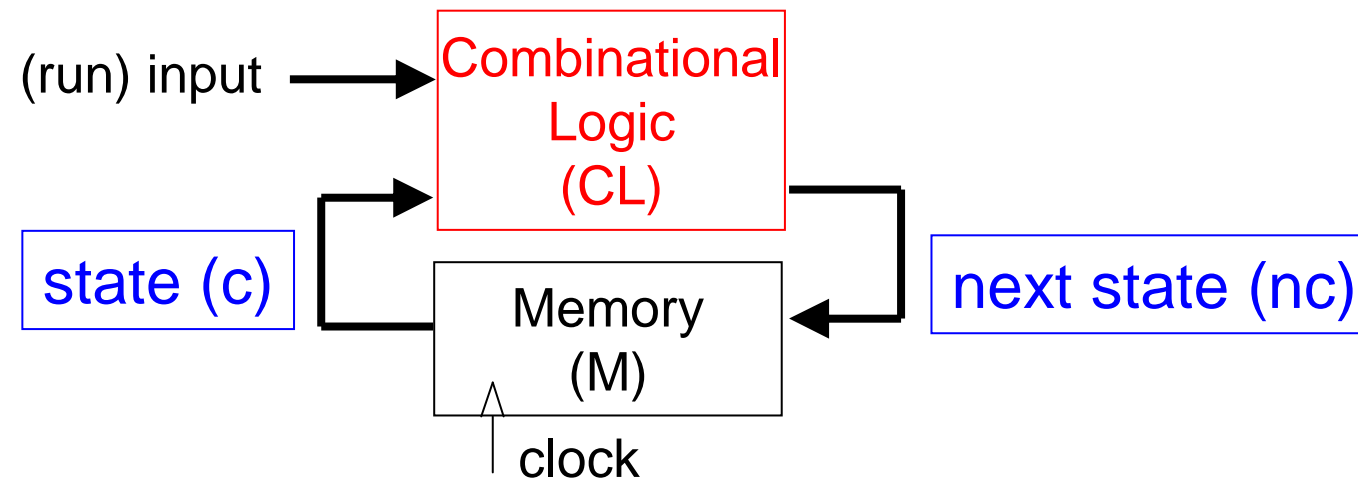 (run) input
Combinational
Logic
(CL)
state (c)
Memory
(M)
next state (nc)
clock